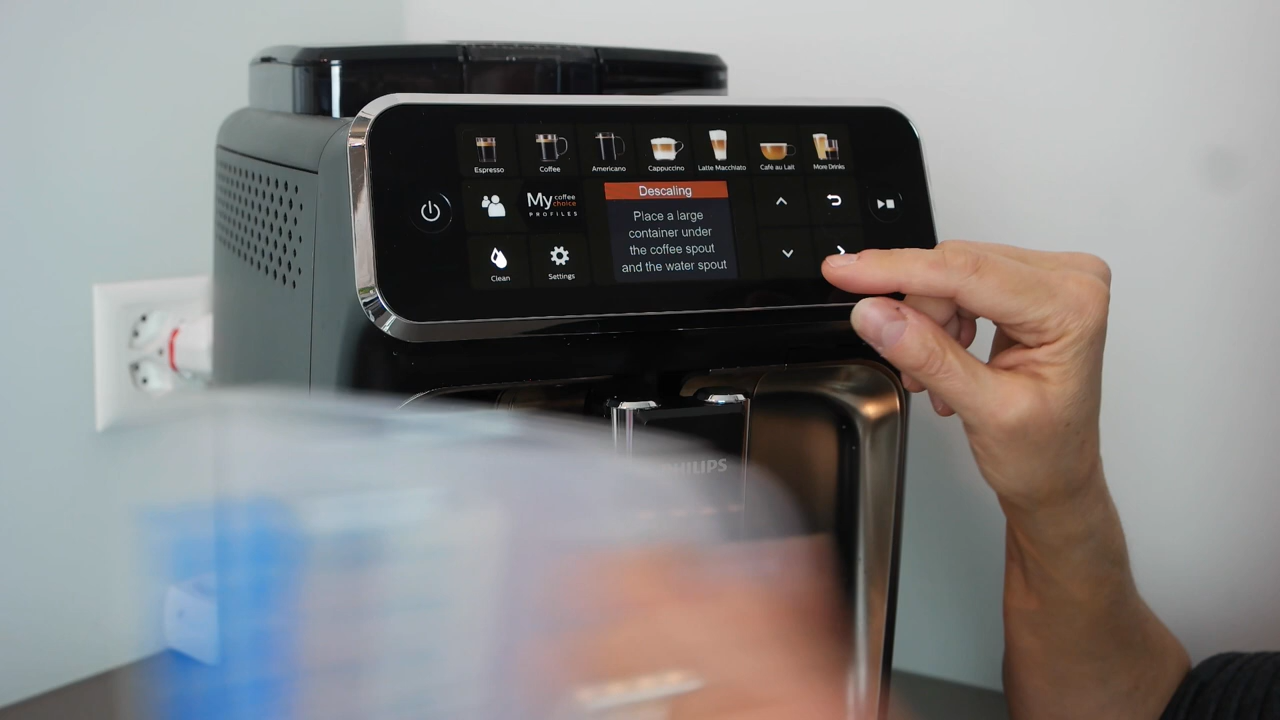 Espresso
Coffee
Americano
Cappuccino
Latte Macchiato
Café au Lait
More Drinks
My coffee
choice
PROFILES
Clean
Settings
Descaling
Place a large
container under
the coffee spout
and the water spout
PHILIPS